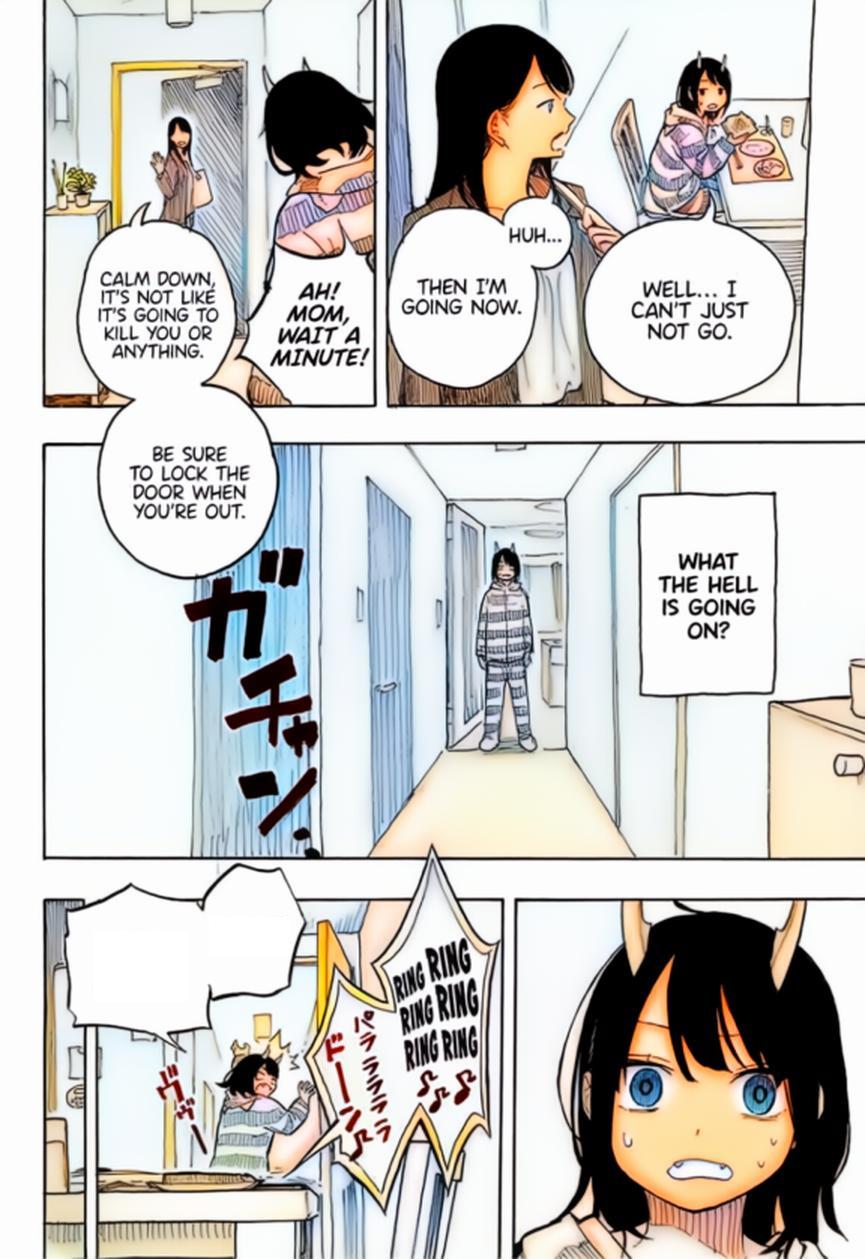 WELL... I
CAN'T JUST
NOT GO.
HUH...
THEN I'M
GOING NOW.
AH!
MOM,
WAIT A
MINUTE!
CALM DOWN,
IT'S NOT LIKE
IT'S GOING TO
KILL YOU OR
ANYTHING.
BE SURE
TO LOCK THE
DOOR WHEN
YOU'RE OUT.
WHAT
THE HELL
IS GOING
ON?
ガチャン
RING RING
RING RING
RING RING
パララララララ
ドーン
ヴヴー